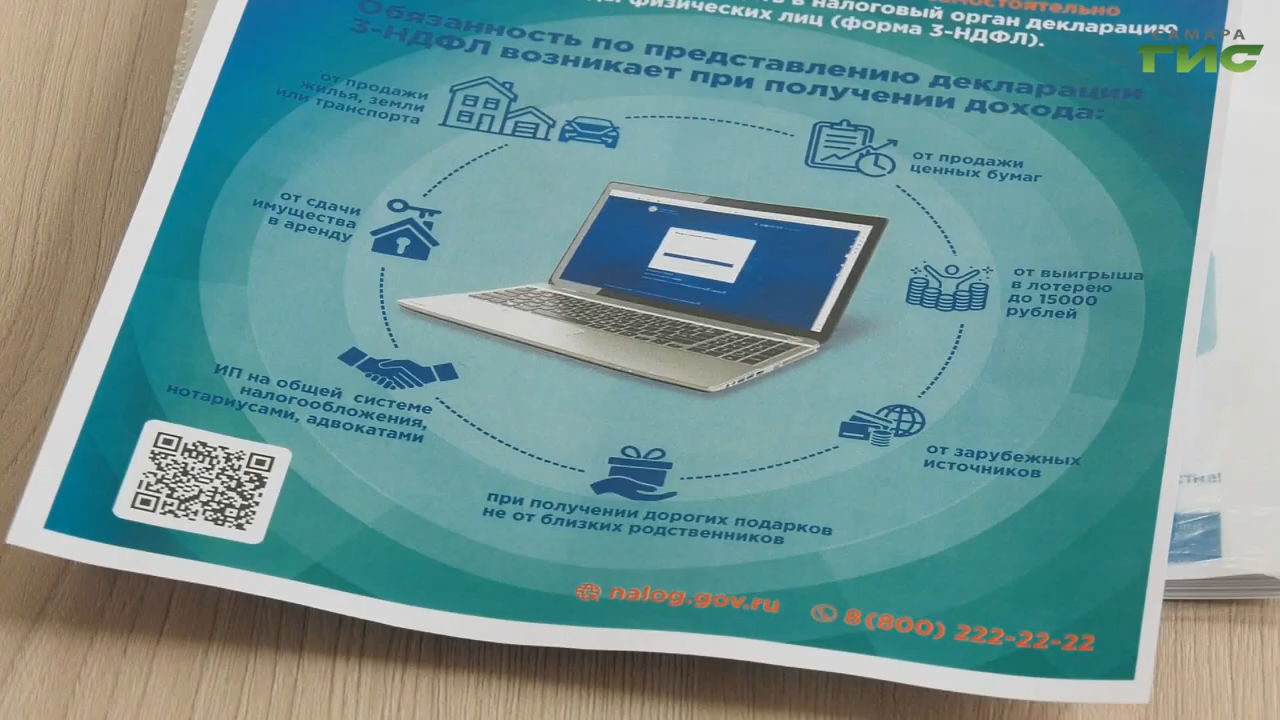 самостоятельно
в налоговый орган декларацию
физических лиц (форма 3-НДФЛ).
САМАРА
ГИС
Обязанность по представлению декларации
3-НДФЛ возникает при получении дохода:
от продажи
жилья, земли
или транспорта
от продажи
ценных бумаг
от сдачи
имущества
в аренду
от выигрыша
в лотерею
до 15000
рублей
ИП на общей системе
налогообложения,
нотариусами, адвокатами
от зарубежных
источников
при получении дорогих подарков
не от близких родственников
nalog.gov.ru
8(800) 222-22-22